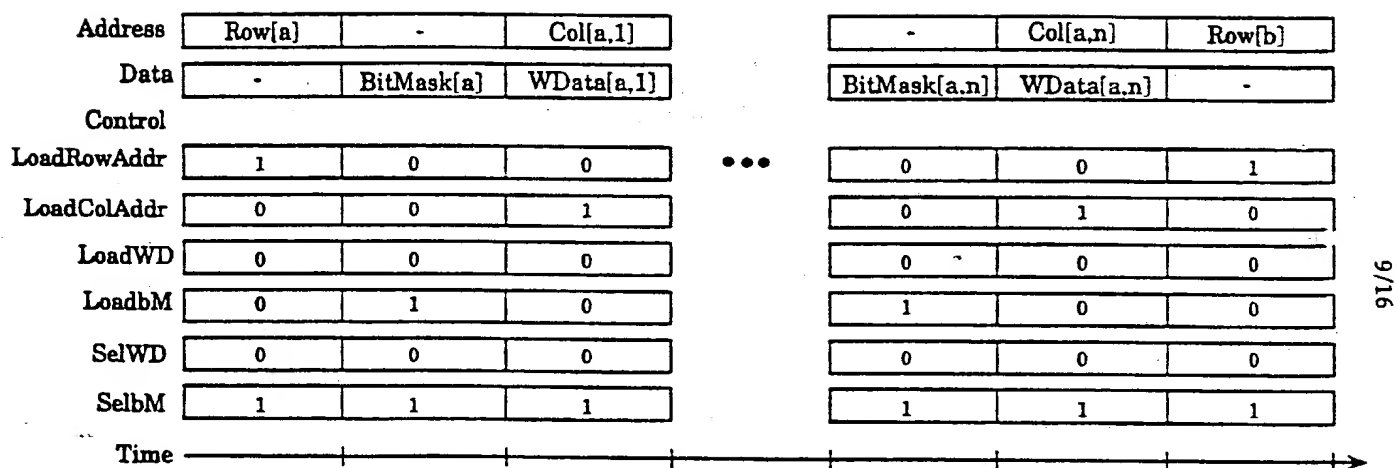 Address Row[a] - Col[a,1] - Col[a,n] Row[b]
Data - BitMask[a] WData[a,1] BitMask[a,n] WData[a,n] -
Control
LoadRowAddr 1 0 0 ••• 0 0 1
LoadColAddr 0 0 1 0 1 0
LoadWD 0 0 0 0 0 0
LoadbM 0 1 0 1 0 0
SelWD 0 0 0 0 0 0
SelbM 1 1 1 1 1 1
Time
9/16